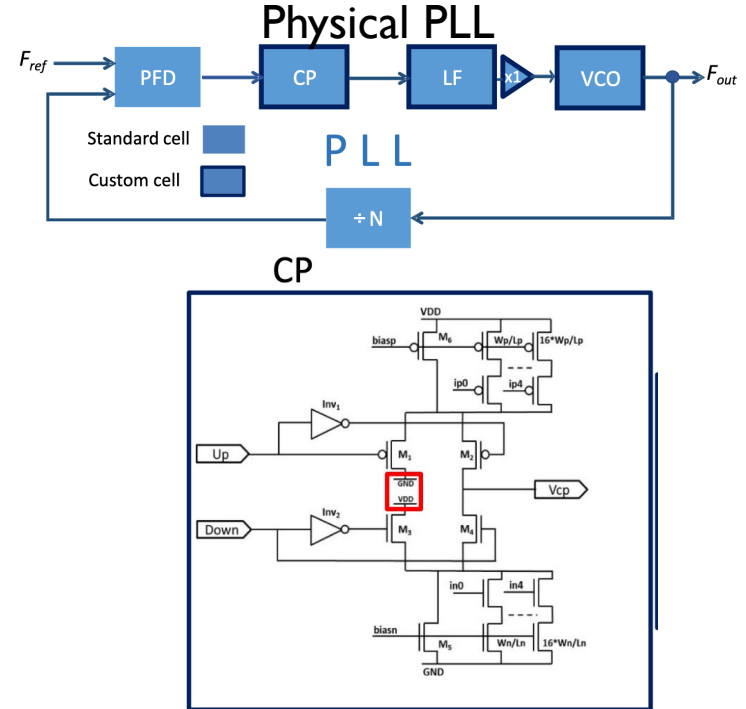 Physical PLL
F_ref
PFD
CP
LF
x1
VCO
F_out
Standard cell
Custom cell
P L L
÷ N
CP
VDD
biasp
M₆
Wp/Lp
16*Wp/Lp
ip0
ip4
Inv₁
Up
M₁
M₂
GND
VDD
Vcp
Inv₂
Down
M₃
M₄
in0
in4
biasn
M₅
Wn/Ln
16*Wn/Ln
GND